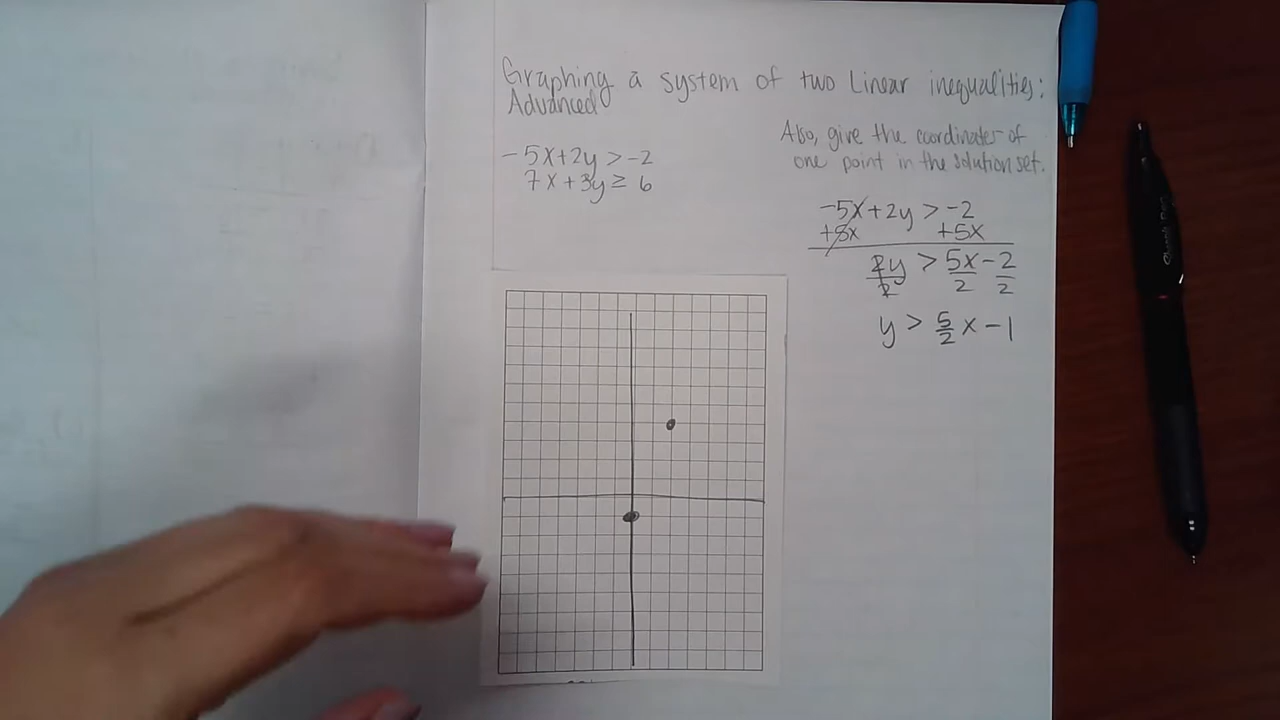 Graphing a system of two Linear inequalities:
Advanced
Also, give the coordinates of
one point in the solution set.
-5x+2y > -2
7x+3y ≥ 6
-5x+2y > -2
+5x +5x
2y > 5x - 2
2 2 2
y > 5/2 x - 1